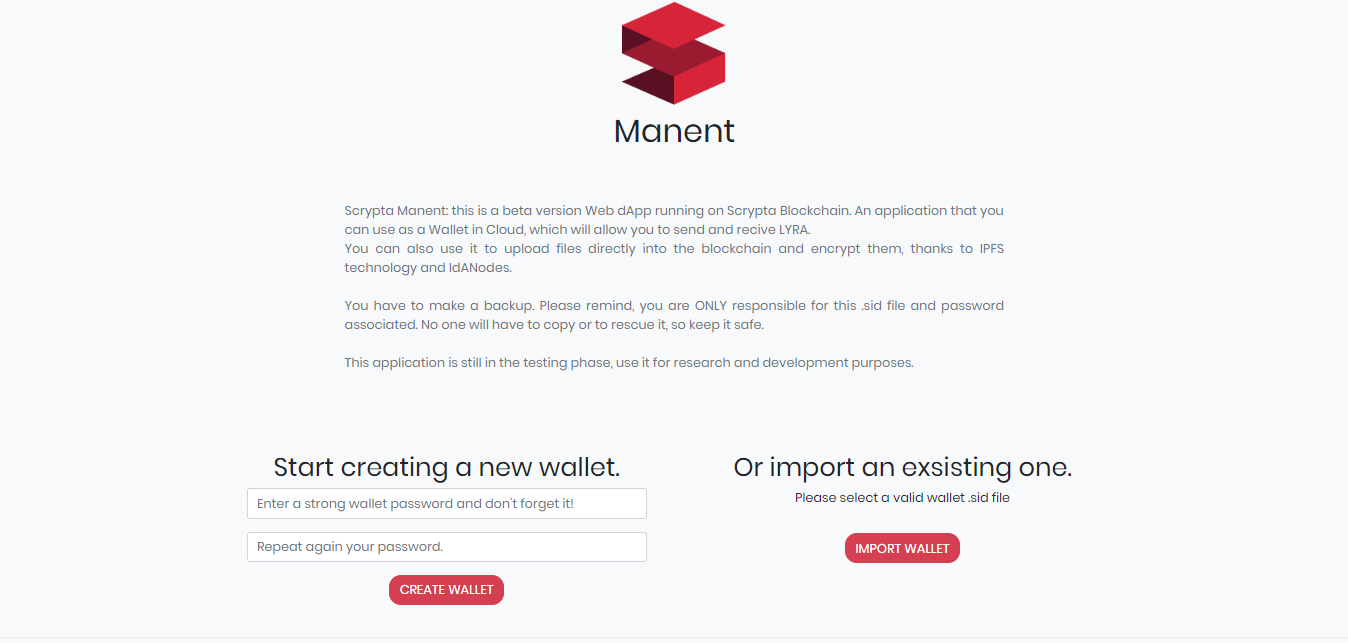 Manent
Scrypta Manent: this is a beta version Web dApp running on Scrypta Blockchain. An application that you
can use as a Wallet in Cloud, which will allow you to send and recive LYRA.
You can also use it to upload files directly into the blockchain and encrypt them, thanks to IPFS
technology and IdANodes.
You have to make a backup. Please remind, you are ONLY responsible for this .sid file and password
associated. No one will have to copy or to rescue it, so keep it safe.
This application is still in the testing phase, use it for research and development purposes.
Start creating a new wallet.
Enter a strong wallet password and don't forget it!
Repeat again your password.
CREATE WALLET
Or import an exsisting one.
Please select a valid wallet .sid file
IMPORT WALLET